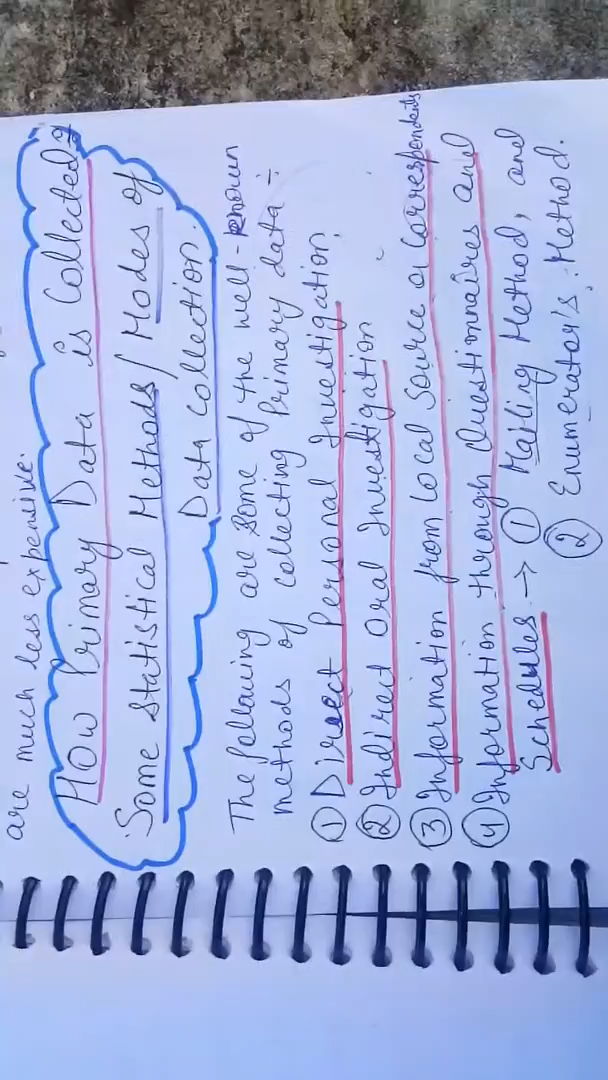 are much less expensive.
How Primary Data is Collected?
Some Statistical Methods / Modes of
Data Collection.
The following are some of the well-known
methods of collecting Primary data :-
① Direct Personal Investigation,
② Indirect Oral Investigation
③ Information from Local Source or Correspondents
④ Information through Questionnaires and
Schedules → ① Mailing Method, and
② Enumerator's Method.